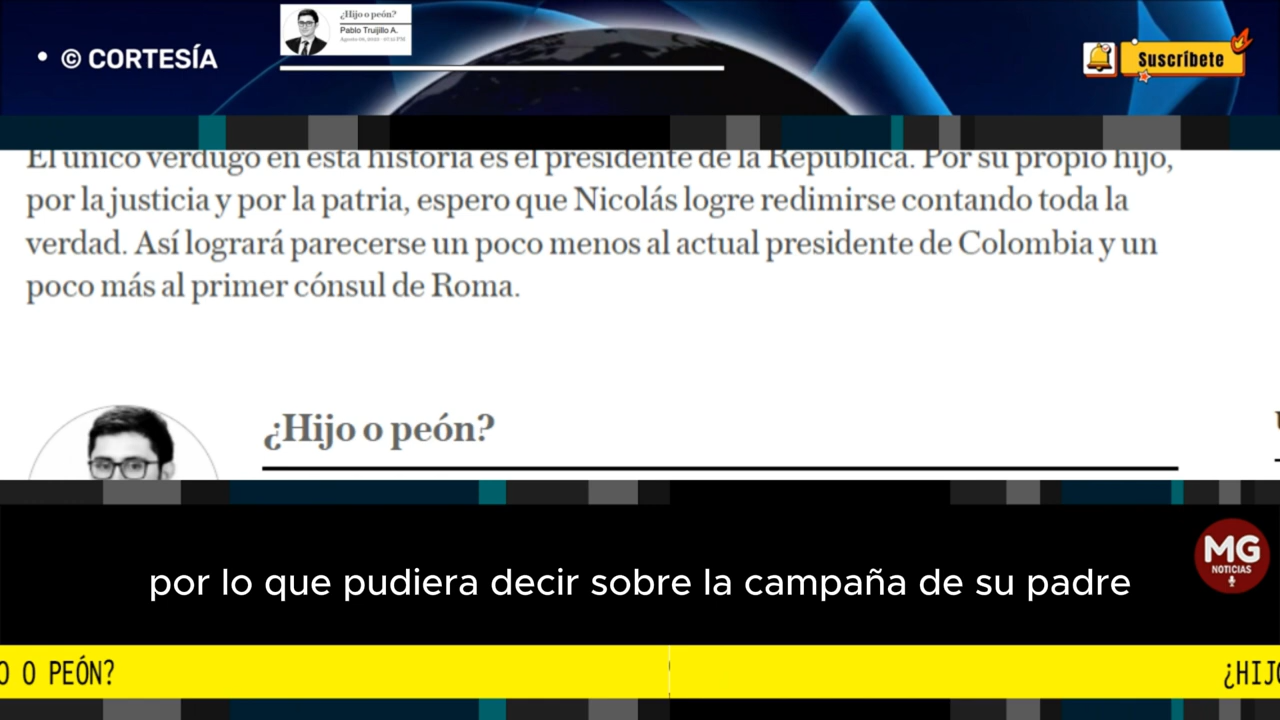 • © CORTESÍA
¿Hijo o peón?
Pablo Trujillo A.
Suscríbete
El único verdugo en esta historia es el presidente de la República. Por su propio hijo,
por la justicia y por la patria, espero que Nicolás logre redimirse contando toda la
verdad. Así logrará parecerse un poco menos al actual presidente de Colombia y un
poco más al primer cónsul de Roma.
¿Hijo o peón?
MG
NOTICIAS
por lo que pudiera decir sobre la campaña de su padre
O O PEÓN?
¿HIJO